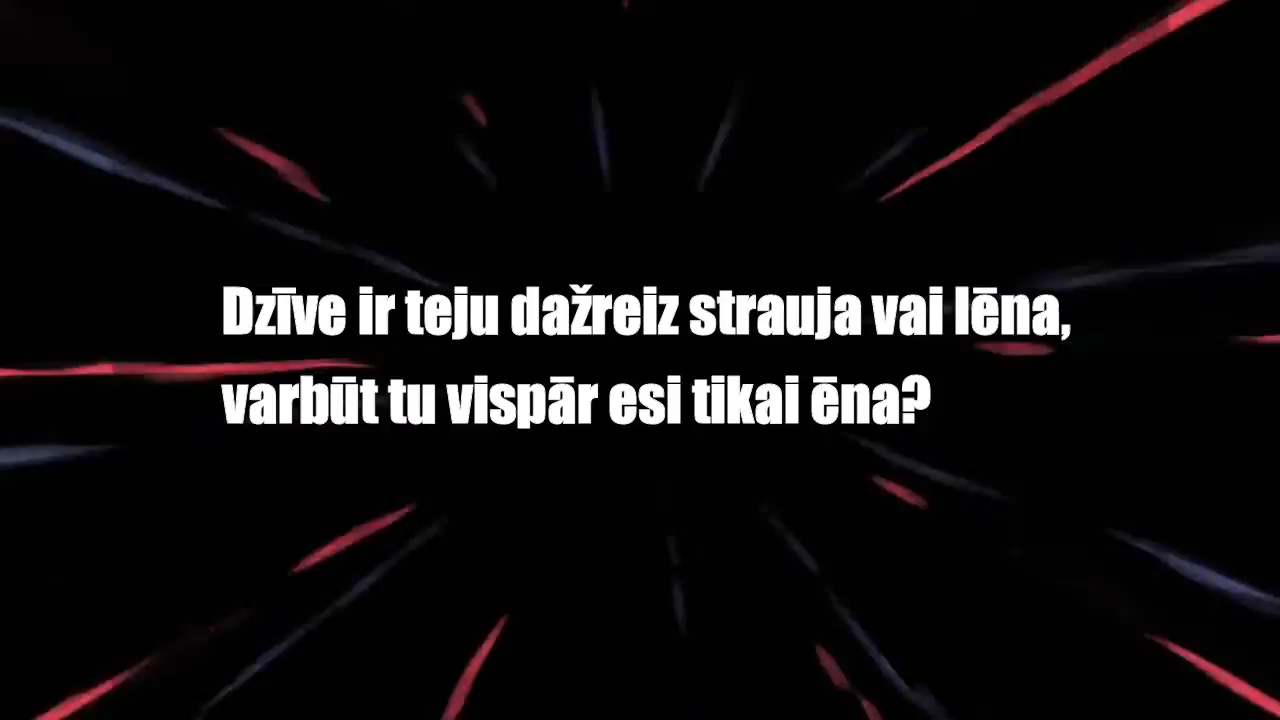 Dzīve ir teju dažreiz strauja vai lēna,
varbūt tu vispār esi tikai ēna?